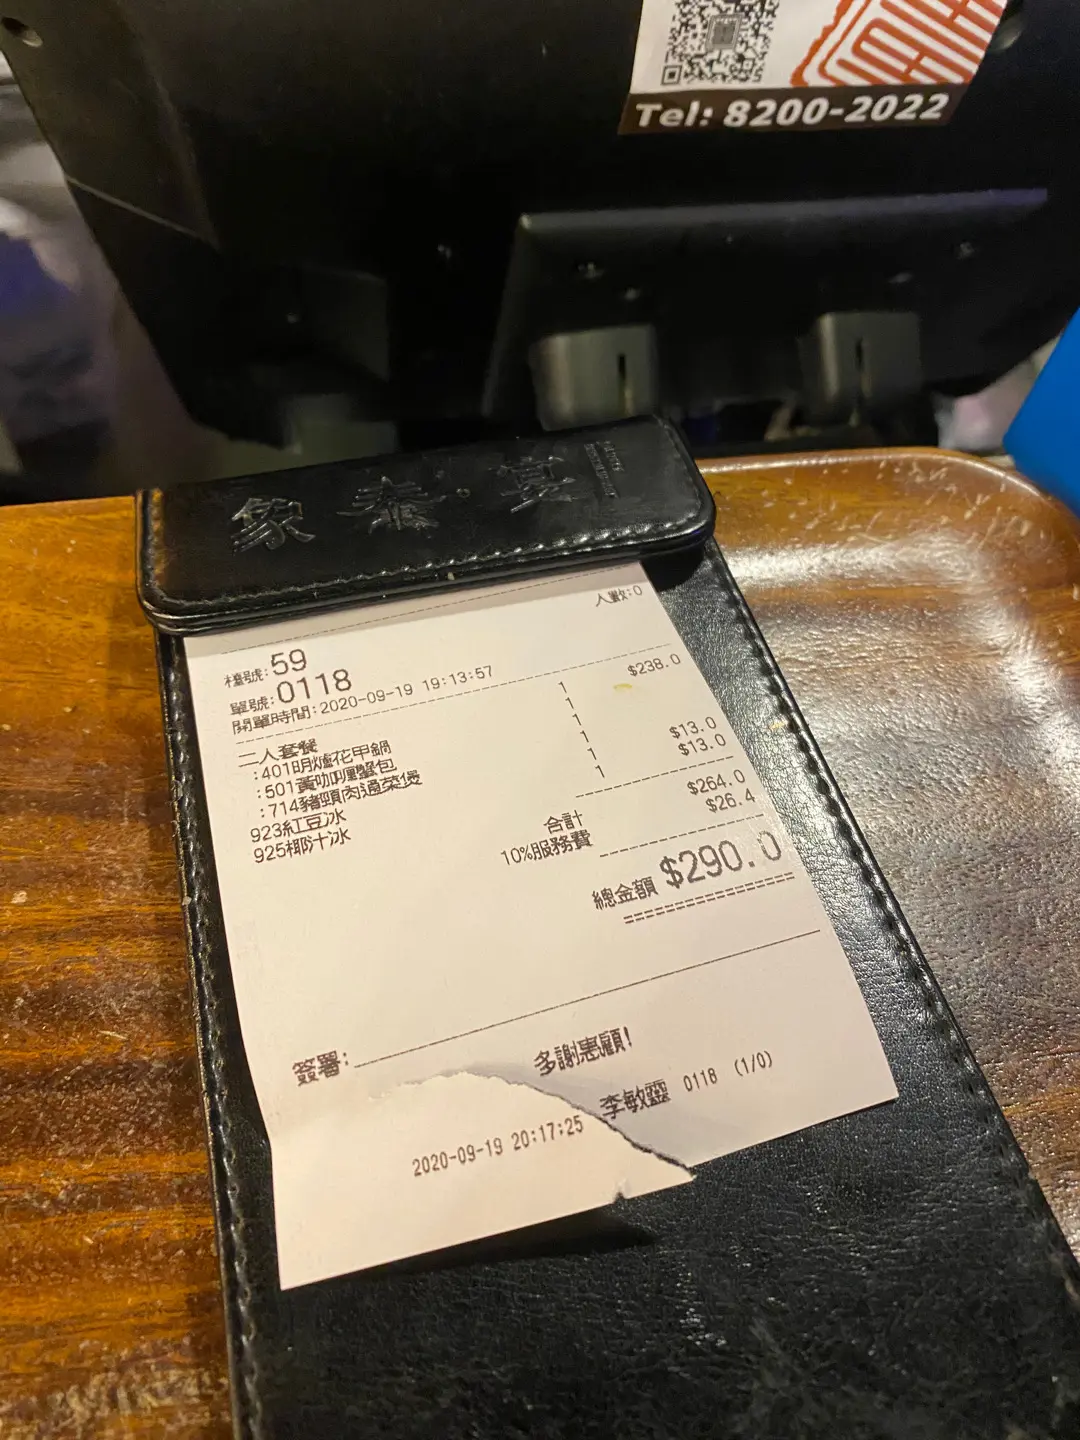 Tel: 8200-2022
象 泰
人數:0
檯號:59
單號:0118
開單時間:2020-09-19 19:13:57
二人套餐 1 $238.0
:401明爐花甲鍋 1
:501黃咖喱蟹包 1
:714豬頸肉通菜煲 1
923紅豆冰 1 $13.0
925椰汁冰 1 $13.0
合計 $264.0
10%服務費 $26.4
總金額 $290.0
簽署:
多謝惠顧!
2020-09-19 20:17:25 李敏靈 0118 (1/0)